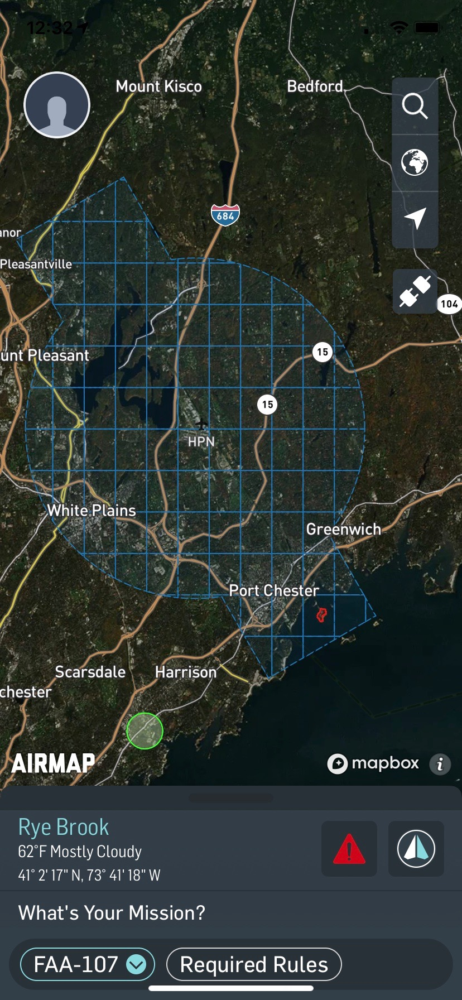 12:32
Mount Kisco
Bedford
684
anor
Pleasantville
104
unt Pleasant
15
15
HPN
White Plains
Greenwich
Port Chester
Scarsdale
Harrison
chester
AIRMAP
mapbox
i
Rye Brook
62°F Mostly Cloudy
41° 2' 17" N, 73° 41' 18" W
What's Your Mission?
FAA-107
Required Rules